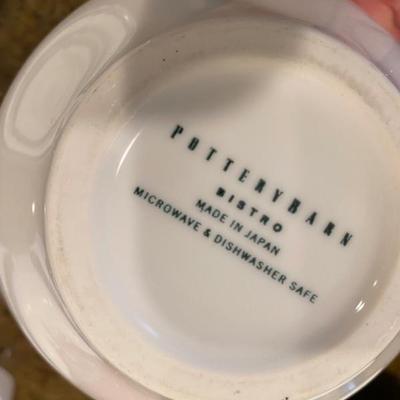 POTTERYBARN
BISTRO
MADE IN JAPAN
MICROWAVE & DISHWASHER SAFE